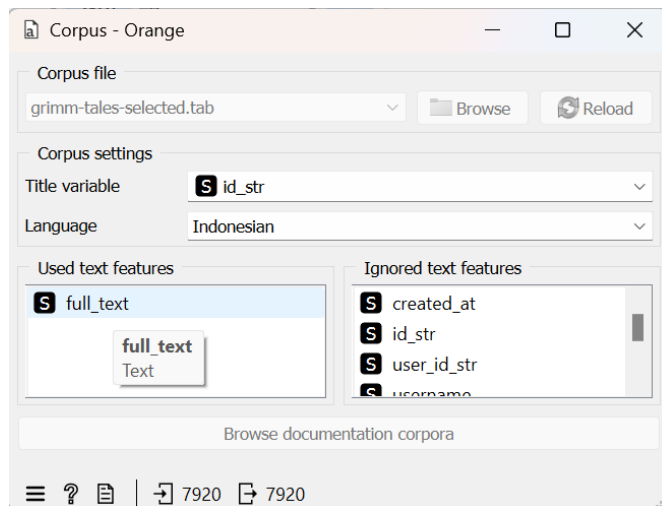 Corpus - Orange
Corpus file
grimm-tales-selected.tab
Browse
Reload
Corpus settings
Title variable
S id_str
Language
Indonesian
Used text features
Ignored text features
S full_text
full_text
Text
S created_at
S id_str
S user_id_str
S username
Browse documentation corpora
7920
7920